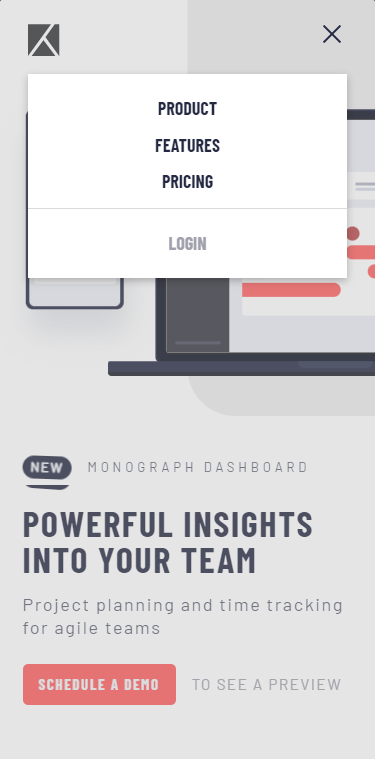 PRODUCT
FEATURES
PRICING
LOGIN
NEW MONOGRAPH DASHBOARD
POWERFUL INSIGHTS
INTO YOUR TEAM
Project planning and time tracking
for agile teams
SCHEDULE A DEMO TO SEE A PREVIEW